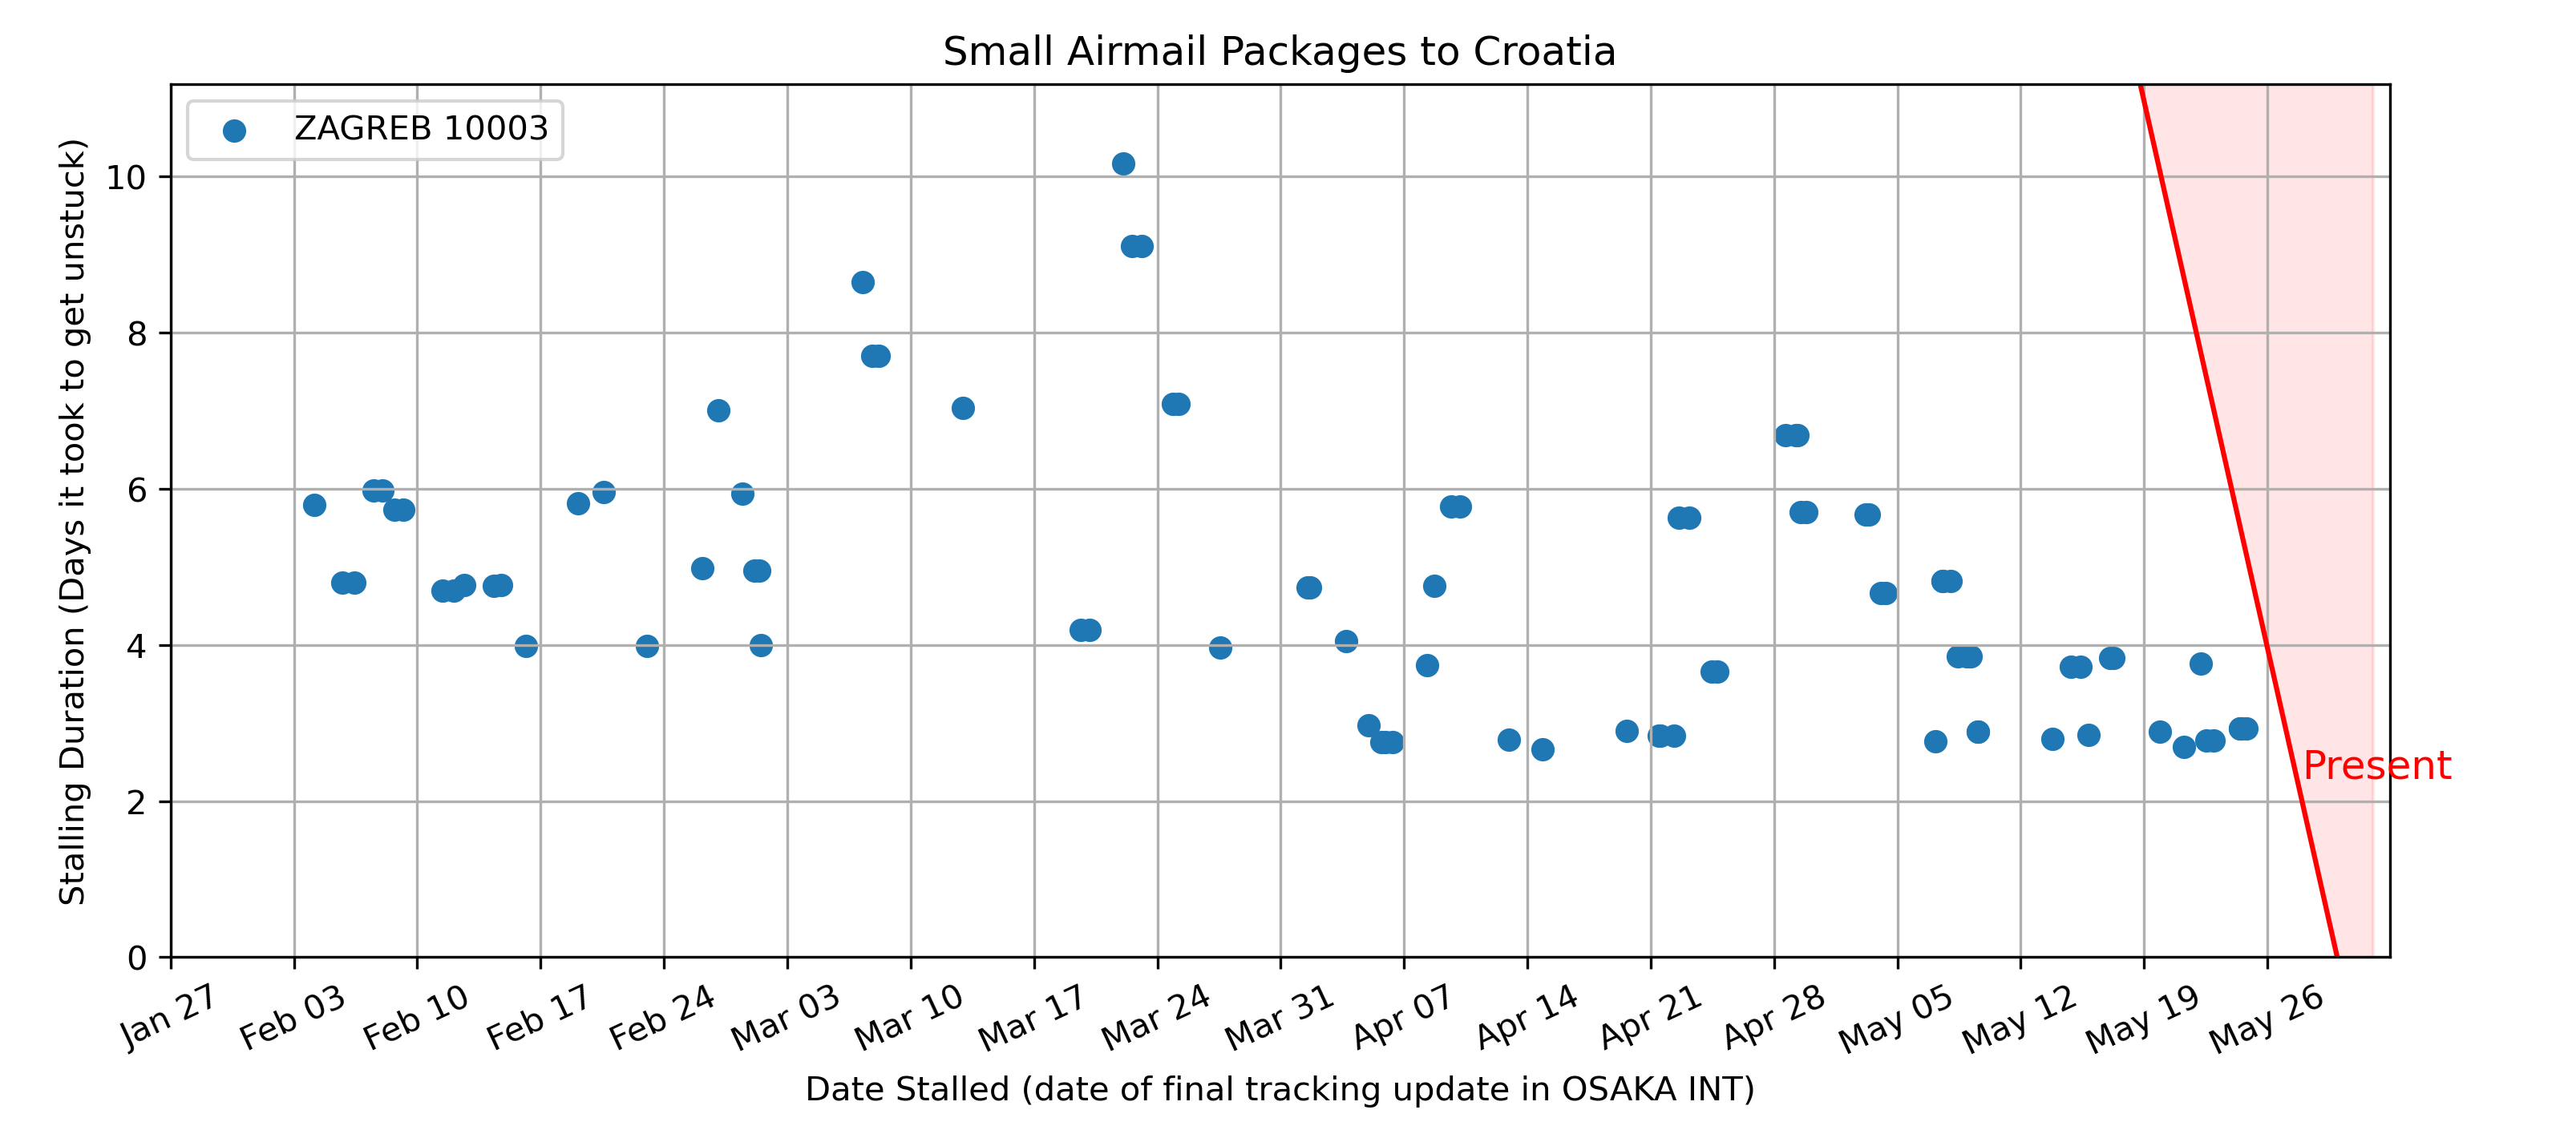 Small Airmail Packages to Croatia
ZAGREB 10003
Stalling Duration (Days it took to get unstuck)
10
8
6
4
2
0
Present
Jan 27
Feb 03
Feb 10
Feb 17
Feb 24
Mar 03
Mar 10
Mar 17
Mar 24
Mar 31
Apr 07
Apr 14
Apr 21
Apr 28
May 05
May 12
May 19
May 26
Date Stalled (date of final tracking update in OSAKA INT)